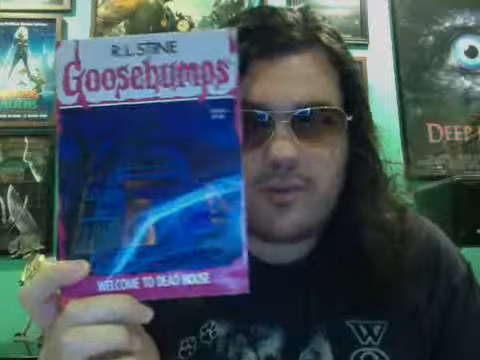 R.L. STINE
Goosebumps
WELCOME TO DEAD HOUSE
DEEP
W